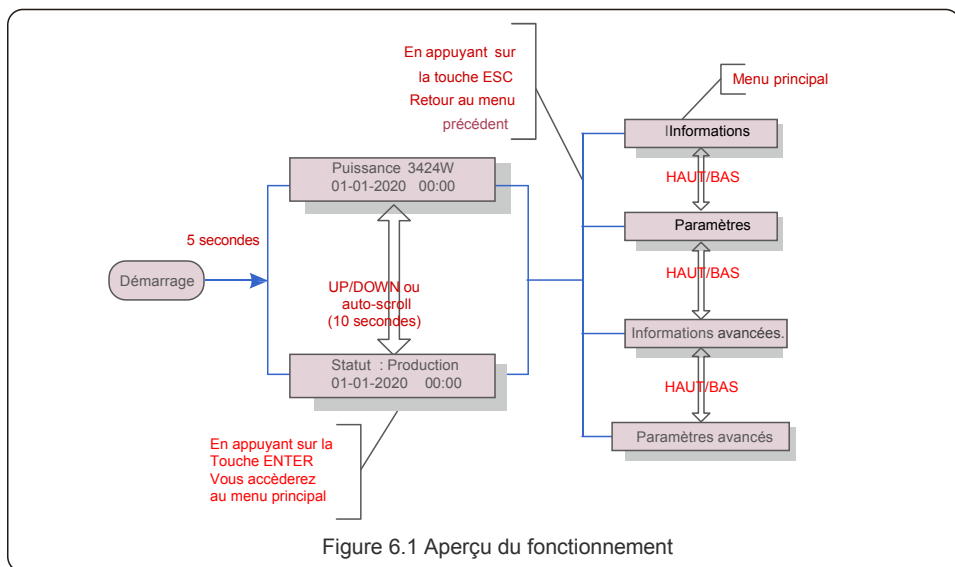 En appuyant sur
la touche ESC
Retour au menu
précédent
Menu principal
IInformations
HAUT/BAS
Paramètres
HAUT/BAS
Informations avancées.
HAUT/BAS
Paramètres avancés
Puissance 3424W
01-01-2020 00:00
5 secondes
Démarrage
UP/DOWN ou
auto-scroll
(10 secondes)
Statut : Production
01-01-2020 00:00
En appuyant sur la
Touche ENTER
Vous accèderez
au menu principal
Figure 6.1 Aperçu du fonctionnement